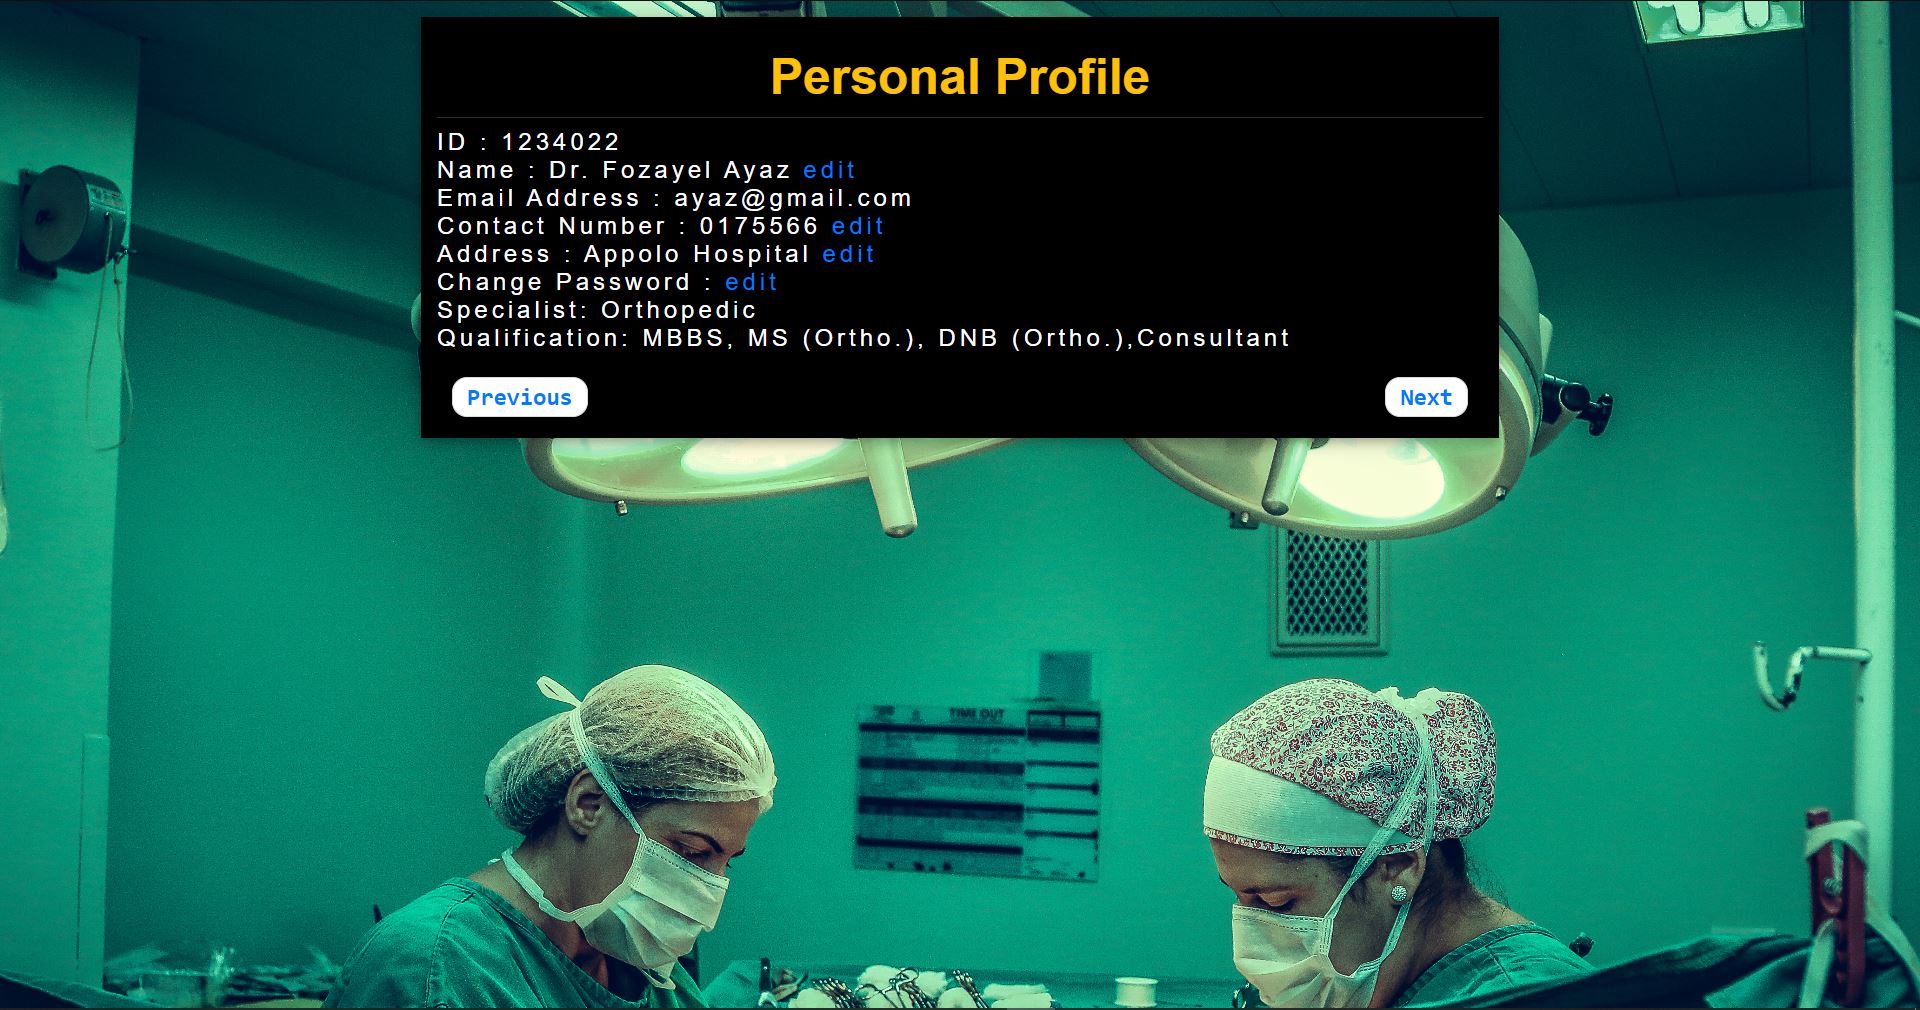 Personal Profile
ID : 1234022
Name : Dr. Fozayel Ayaz edit
Email Address : ayaz@gmail.com
Contact Number : 0175566 edit
Address : Appolo Hospital edit
Change Password : edit
Specialist: Orthopedic
Qualification: MBBS, MS (Ortho.), DNB (Ortho.),Consultant
Previous
Next
TIME OUT